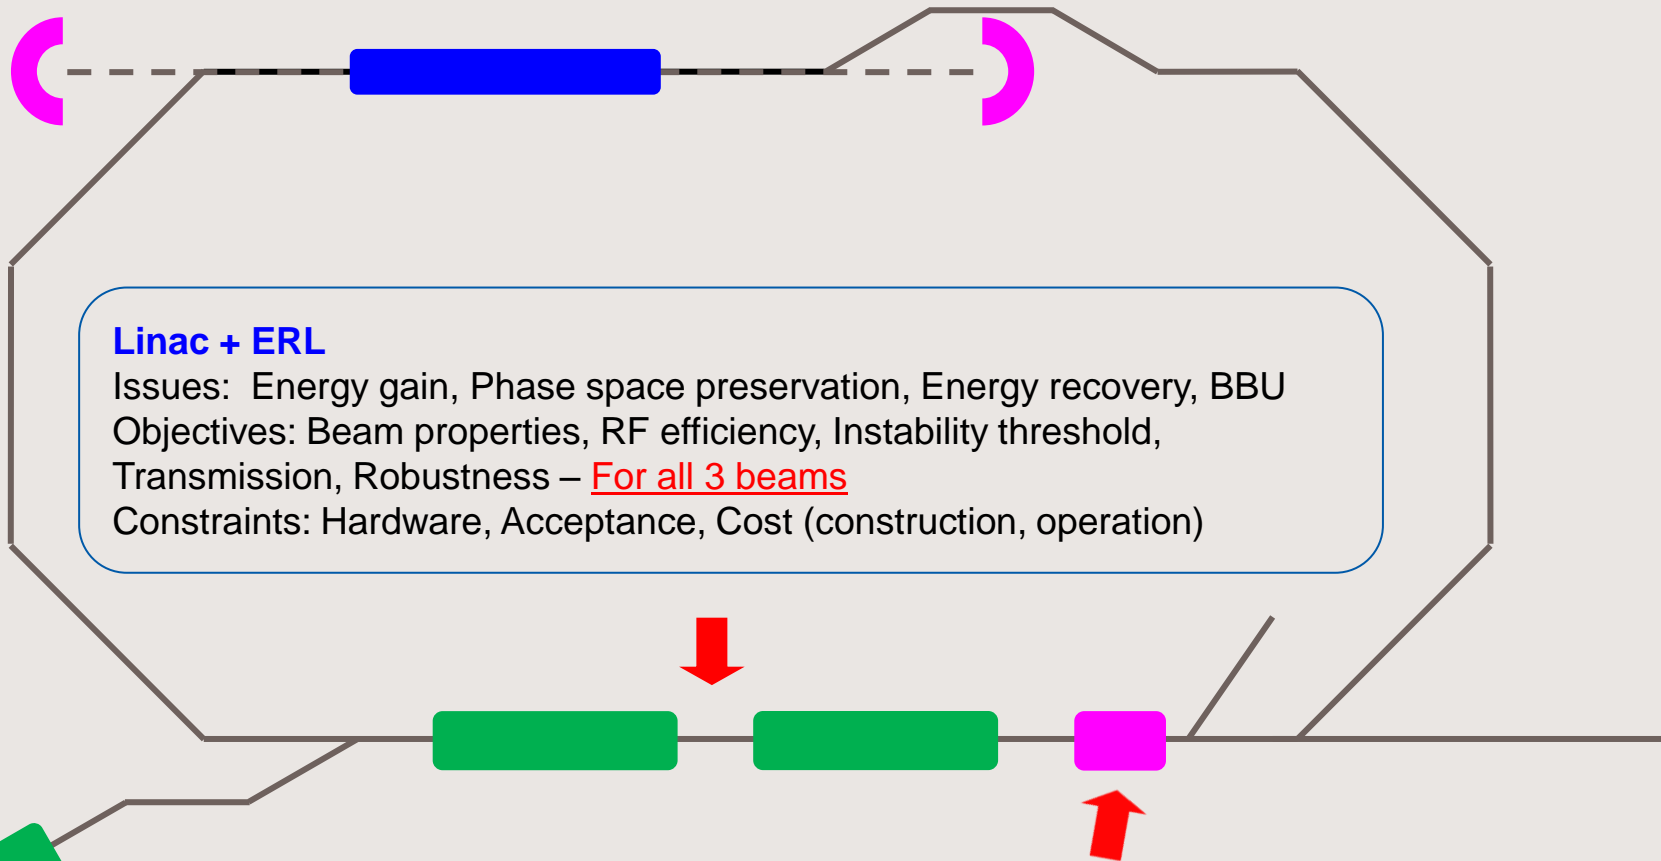 Linac + ERL
Issues:  Energy gain, Phase space preservation, Energy recovery, BBU
Objectives: Beam properties, RF efficiency, Instability threshold,
Transmission, Robustness – For all 3 beams
Constraints: Hardware, Acceptance, Cost (construction, operation)